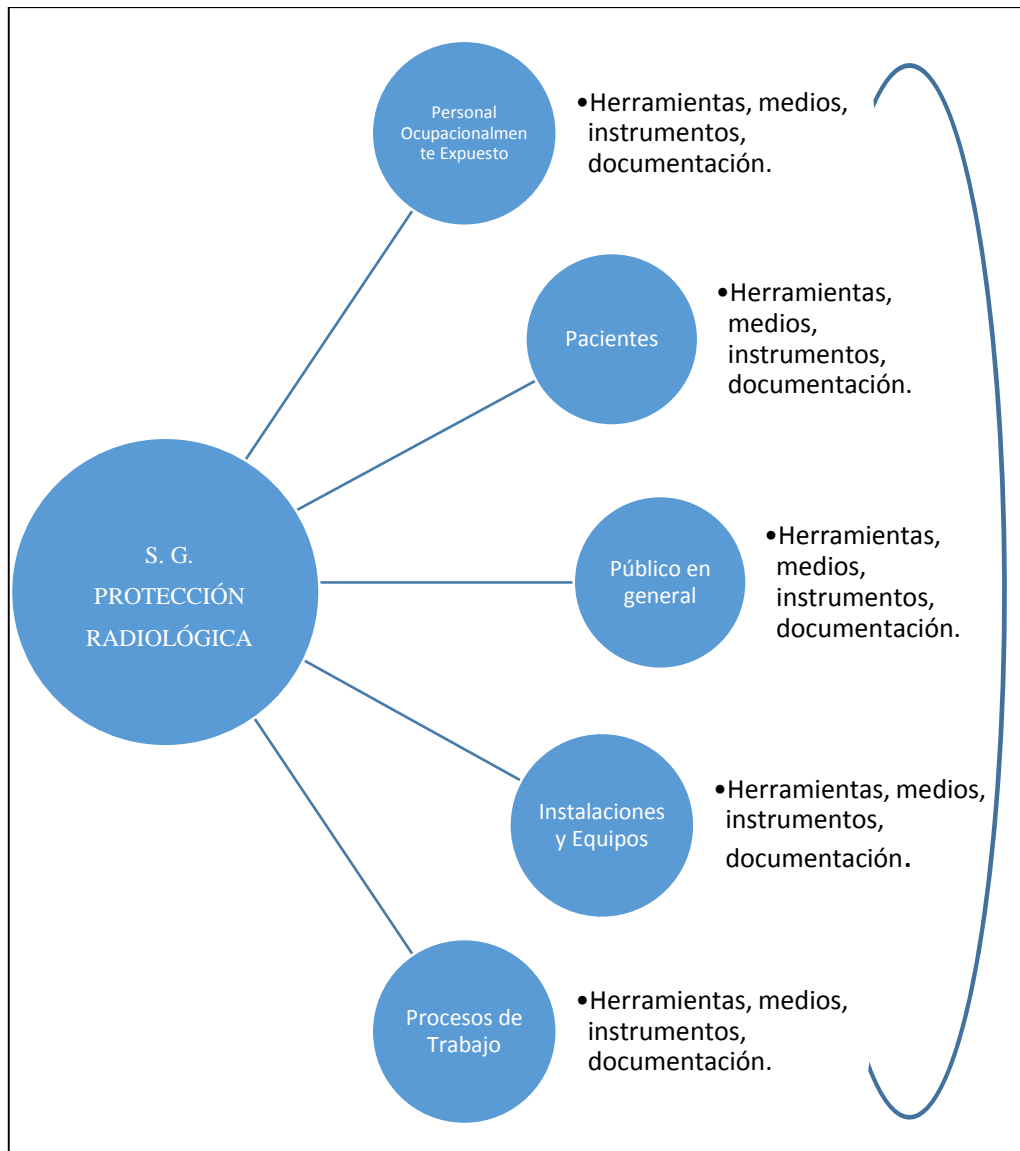 Personal
Ocupacionalmen
te Expuesto
•Herramientas, medios,
instrumentos,
documentación.
Pacientes
•Herramientas,
medios,
instrumentos,
documentación.
S. G.
PROTECCIÓN
RADIOLÓGICA
Público en
general
•Herramientas,
medios,
instrumentos,
documentación.
Instalaciones
y Equipos
•Herramientas, medios,
instrumentos,
documentación.
Procesos de
Trabajo
•Herramientas, medios,
instrumentos,
documentación.